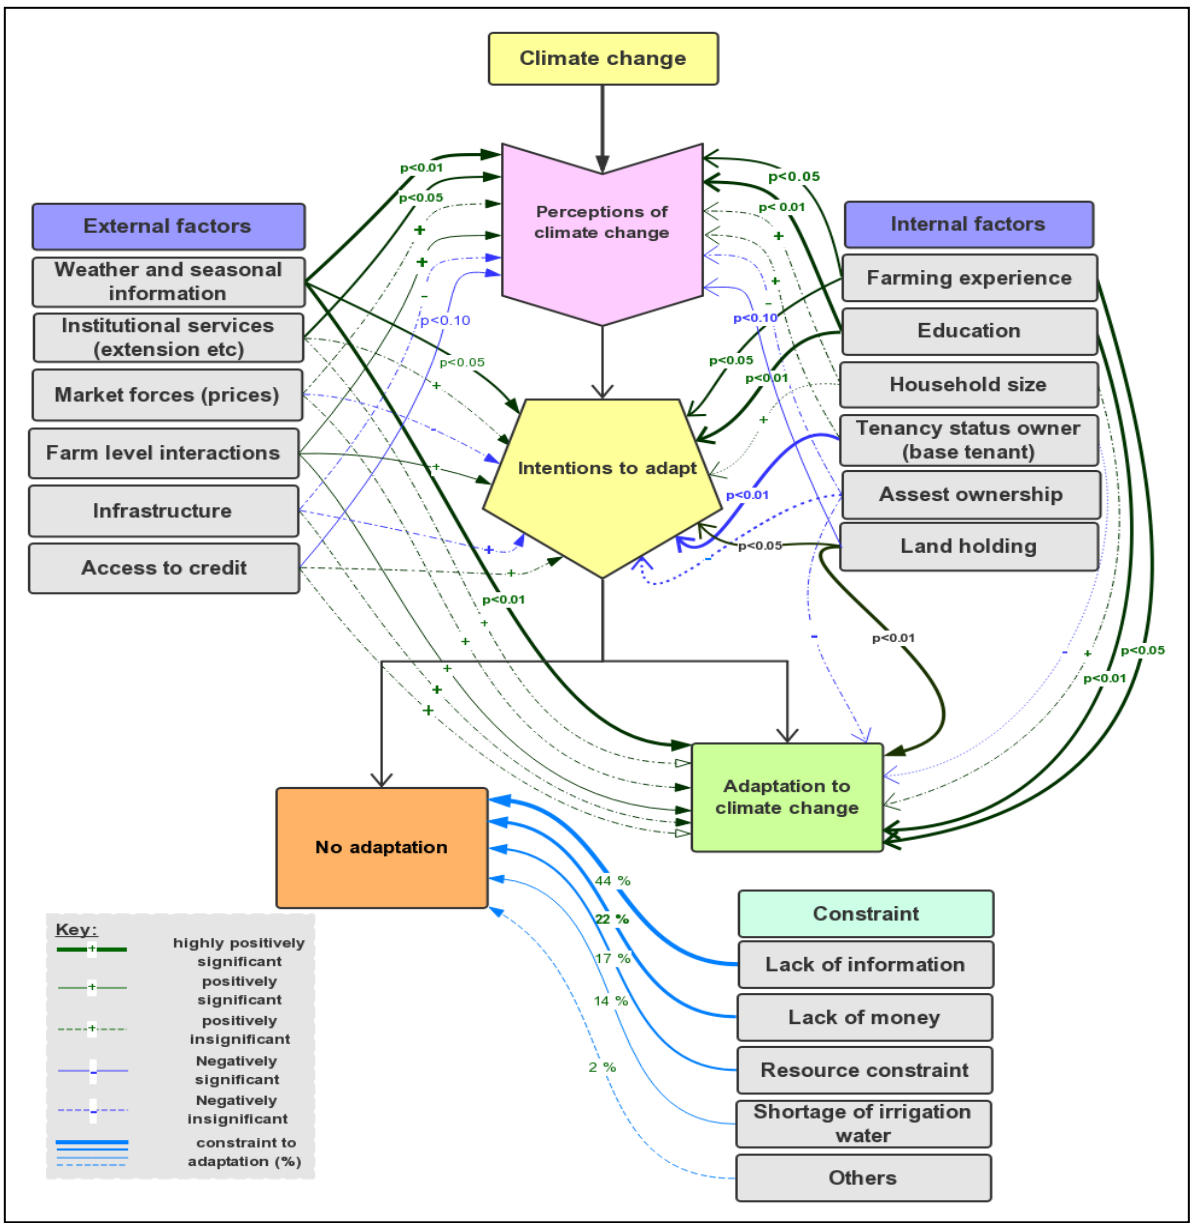 Climate change
Perceptions of
climate change
External factors
Weather and seasonal
information
Institutional services
(extension etc)
Market forces (prices)
Farm level interactions
Infrastructure
Access to credit
Internal factors
Farming experience
Education
Household size
Tenancy status owner
(base tenant)
Assest ownership
Land holding
p<0.01
p<0.05
+
+
-
p<0.10
p<0.05
p< 0.01
+
+
-
p<0.10
p<0.05
+
-
+
+
+
p<0.05
p<0.01
+
p<0.01
p<0.05
-
Intentions to adapt
p<0.01
+
+
+
+
+
p<0.01
-
-
+
p<0.05
p<0.01
Adaptation to
climate change
No adaptation
44 %
22 %
17 %
14 %
2 %
Constraint
Lack of information
Lack of money
Resource constraint
Shortage of irrigation
water
Others
Key:
+
highly positively
significant
+
positively
significant
+
positively
insignificant
-
Negatively
significant
-
Negatively
insignificant
constraint to
adaptation (%)